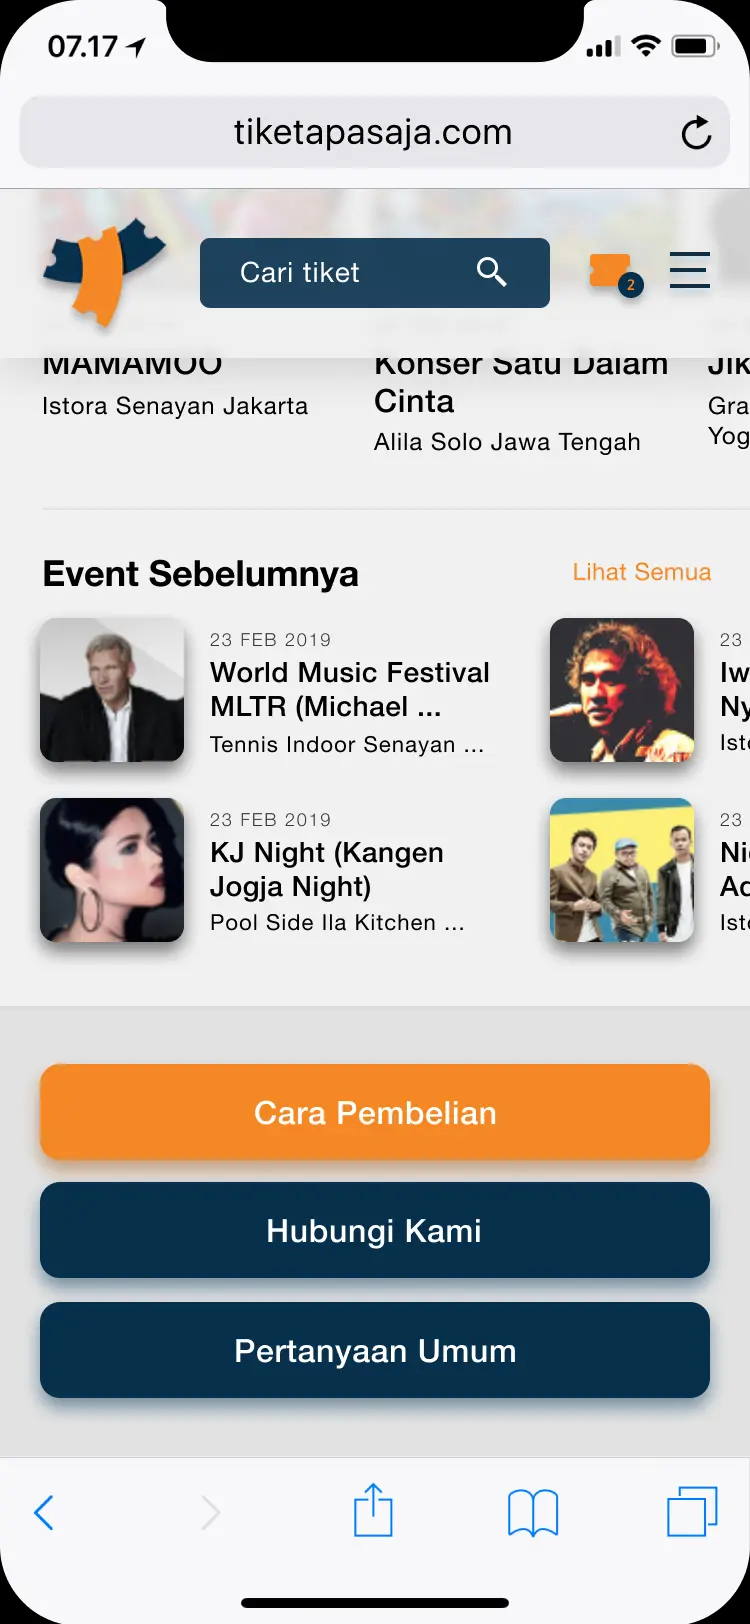 07.17
tiketapasaja.com
Cari tiket
2
MAMAMOO
Istora Senayan Jakarta
Konser Satu Dalam
Cinta
Alila Solo Jawa Tengah
Jik
Gra
Yog
Event Sebelumnya
Lihat Semua
23 FEB 2019
World Music Festival
MLTR (Michael ...
Tennis Indoor Senayan ...
23
Iw
Ny
Isto
23 FEB 2019
KJ Night (Kangen
Jogja Night)
Pool Side Ila Kitchen ...
23
Ni
Ad
Isto
Cara Pembelian
Hubungi Kami
Pertanyaan Umum